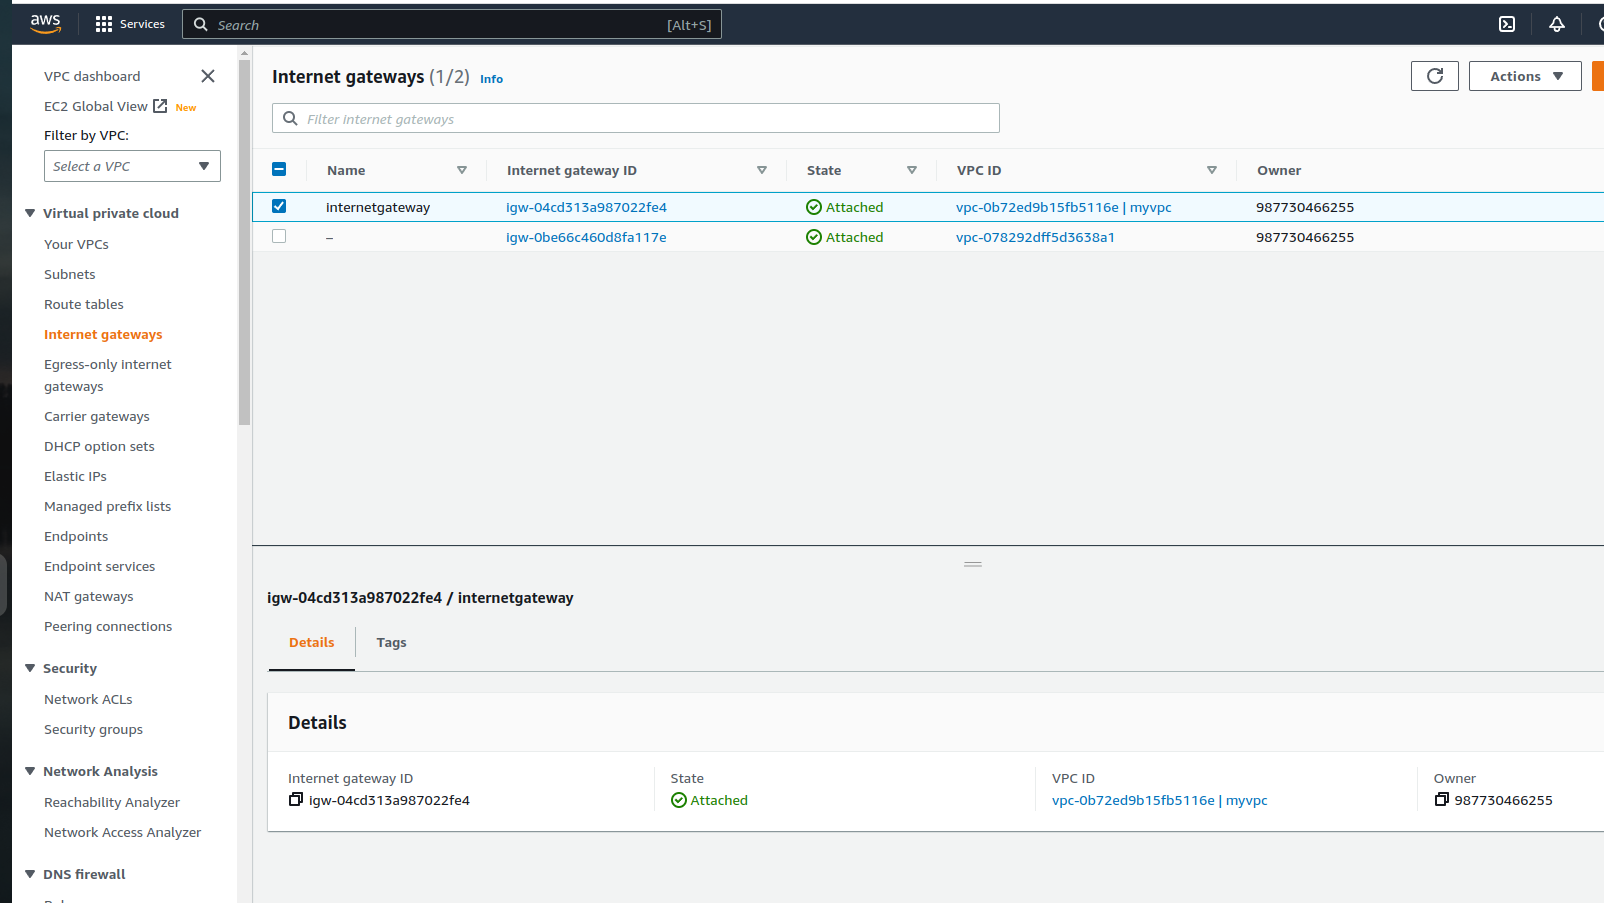 aws
Services
Search
[Alt+S]
VPC dashboard
EC2 Global View New
Filter by VPC:
Select a VPC
Virtual private cloud
Your VPCs
Subnets
Route tables
Internet gateways
Egress-only internet
gateways
Carrier gateways
DHCP option sets
Elastic IPs
Managed prefix lists
Endpoints
Endpoint services
NAT gateways
Peering connections
Security
Network ACLs
Security groups
Network Analysis
Reachability Analyzer
Network Access Analyzer
DNS firewall
Internet gateways (1/2) Info
Actions
Filter internet gateways
Name Internet gateway ID State VPC ID Owner
internetgateway igw-04cd313a987022fe4 Attached vpc-0b72ed9b15fb5116e | myvpc 987730466255
– igw-0be66c460d8fa117e Attached vpc-078292dff5d3638a1 987730466255
igw-04cd313a987022fe4 / internetgateway
Details Tags
Details
Internet gateway ID State VPC ID Owner
igw-04cd313a987022fe4 Attached vpc-0b72ed9b15fb5116e | myvpc 987730466255